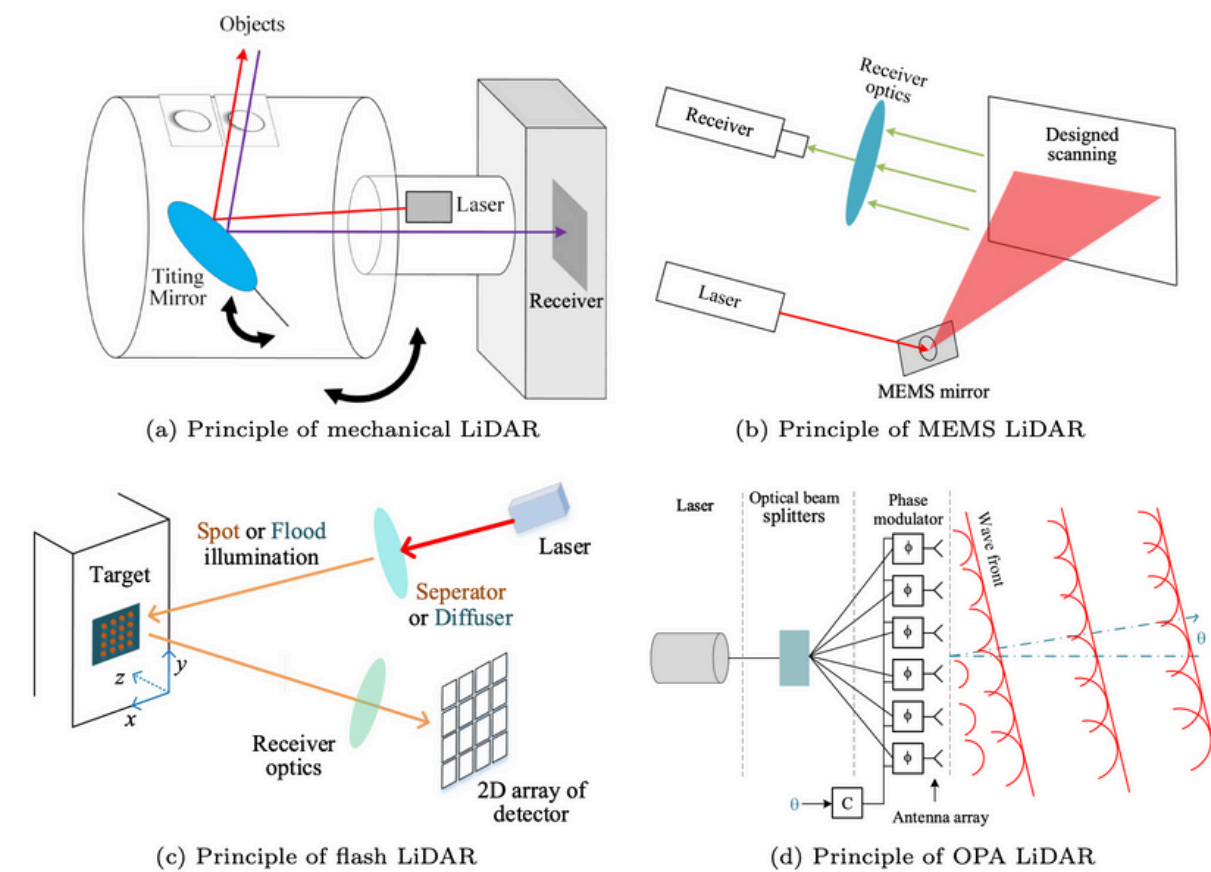 Objects
Laser
Titing
Mirror
Receiver
(a) Principle of mechanical LiDAR
Receiver
optics
Receiver
Designed
scanning
Laser
MEMS mirror
(b) Principle of MEMS LiDAR
Spot or Flood
illumination
Laser
Target
Seperator
or Diffuser
y
z
x
Receiver
optics
2D array of
detector
(c) Principle of flash LiDAR
Laser
Optical beam
splitters
Phase
modulator
Wave front
ϕ
ϕ
ϕ
ϕ
ϕ
ϕ
θ
θ
C
Antenna array
(d) Principle of OPA LiDAR